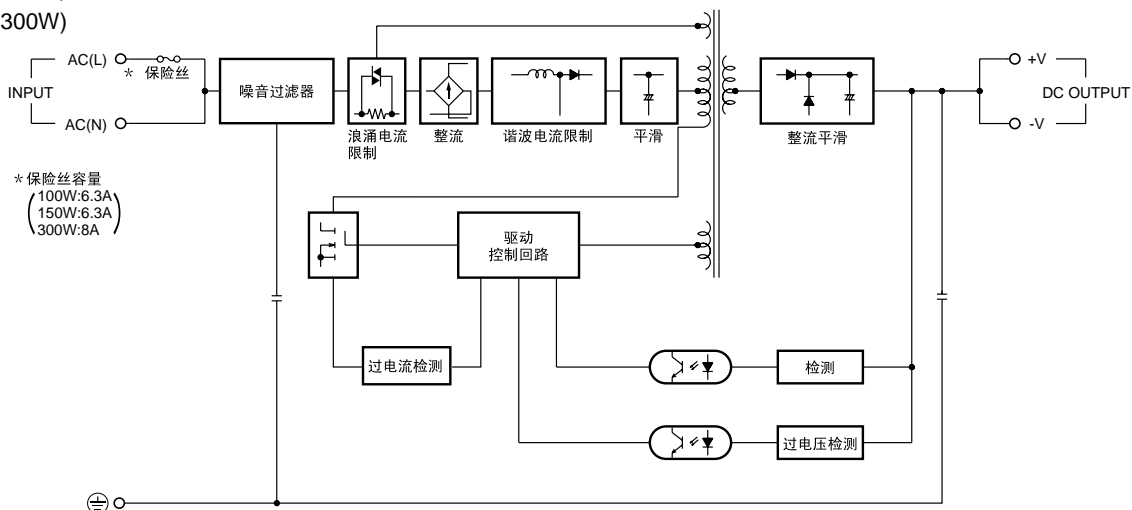 300W)
AC(L)
* 保险丝
INPUT
AC(N)
噪音过滤器
浪涌电流
限制
整流
谐波电流限制
平滑
整流平滑
+V
DC OUTPUT
-V
* 保险丝容量
100W:6.3A
150W:6.3A
300W:8A
驱动
控制回路
过电流检测
检测
过电压检测